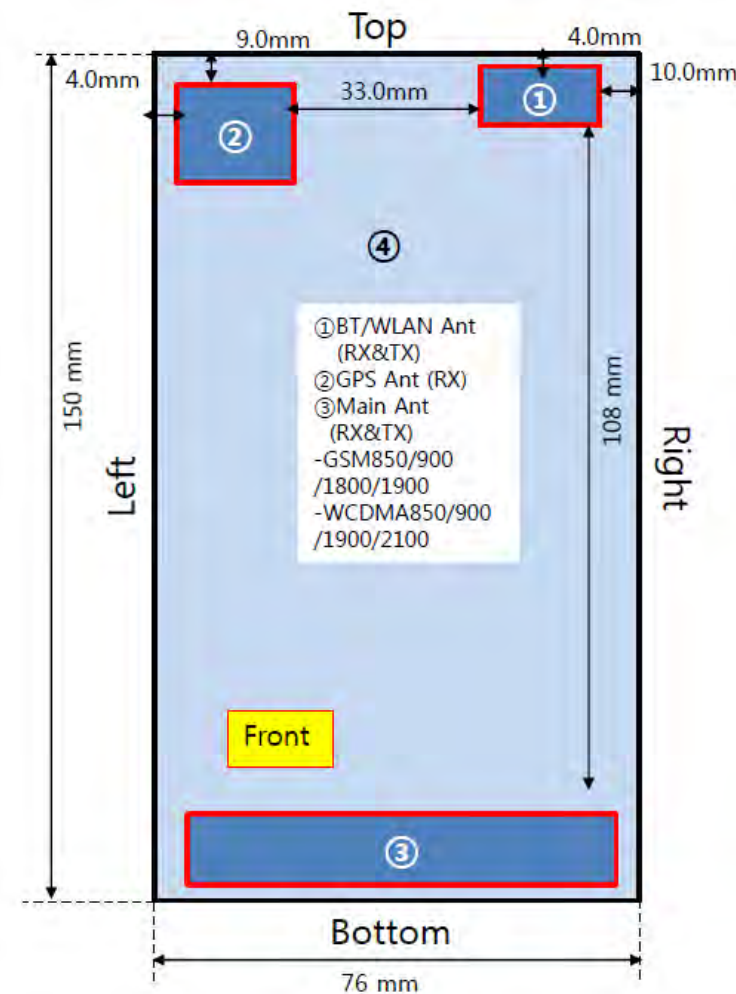 Top
9.0mm
4.0mm
4.0mm
10.0mm
33.0mm
①
②
④
①BT/WLAN Ant
(RX&TX)
②GPS Ant (RX)
③Main Ant
(RX&TX)
-GSM850/900
/1800/1900
-WCDMA850/900
/1900/2100
150 mm
Left
108 mm
Right
Front
③
Bottom
76 mm